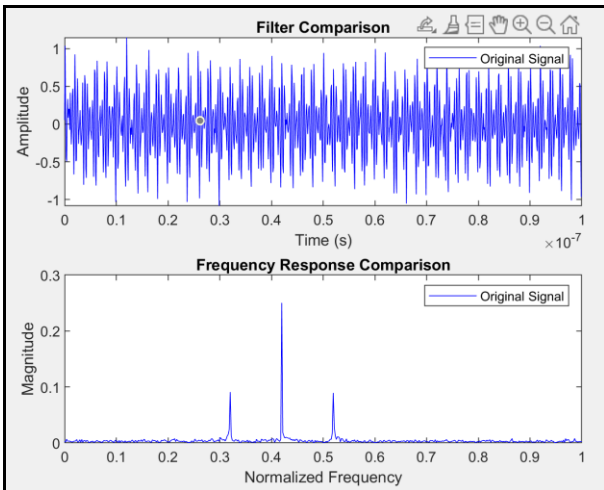 Filter Comparison
Original Signal
Amplitude
1
0.5
0
-0.5
-1
0 0.1 0.2 0.3 0.4 0.5 0.6 0.7 0.8 0.9 1
Time (s)
×10^-7
Frequency Response Comparison
Original Signal
Magnitude
0.3
0.2
0.1
0
0 0.1 0.2 0.3 0.4 0.5 0.6 0.7 0.8 0.9 1
Normalized Frequency